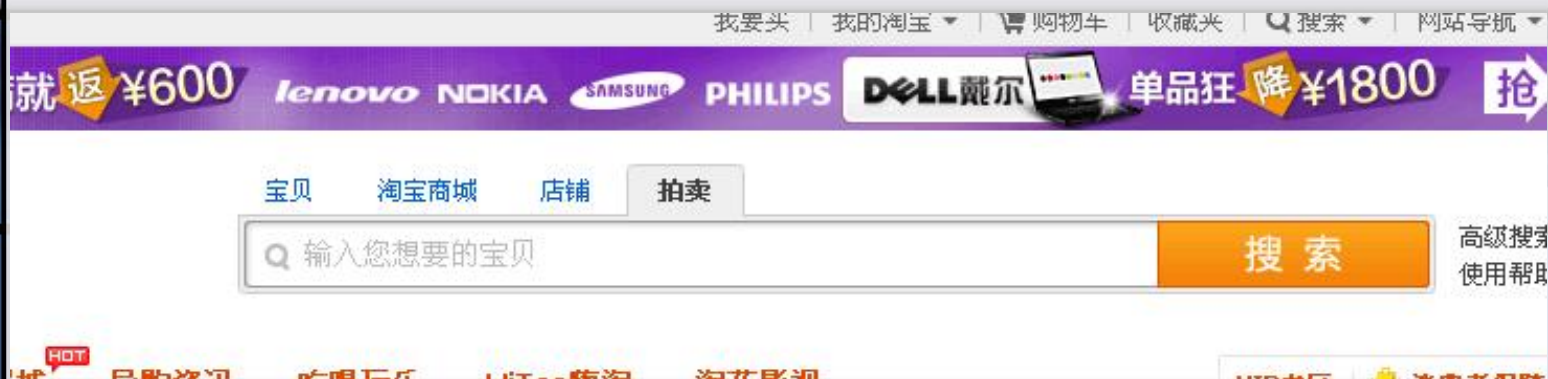 我要买 我的淘宝 购物车 收藏夹 搜索 网站导航
就返¥600 lenovo NOKIA SAMSUNG PHILIPS DELL戴尔 单品狂降¥1800 抢
宝贝 淘宝商城 店铺 拍卖
输入您想要的宝贝 搜索
高级搜索
使用帮助
HOT